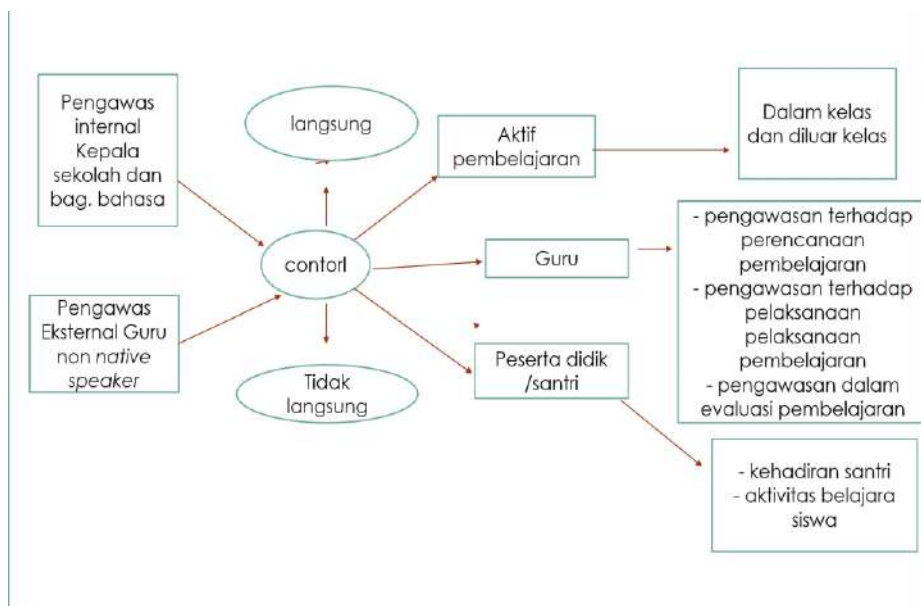 Pengawas
internal
Kepala
sekolah dan
bag. bahasa
langsung
Aktif
pembelajaran
Dalam kelas
dan diluar kelas
contorl
Guru
- pengawasan terhadap
perencanaan
pembelajaran
- pengawasan terhadap
pelaksanaan
pelaksanaan
pembelajaran
- pengawasan dalam
evaluasi pembelajaran
Pengawas
Eksternal Guru
non native
speaker
Tidak
langsung
Peserta didik
/santri
- kehadiran santri
- aktivitas belajara
siswa